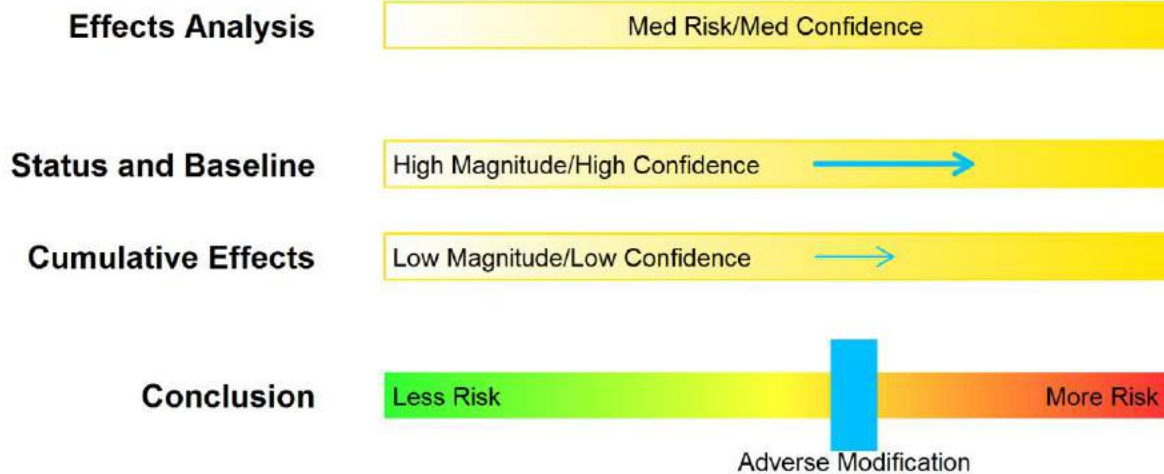 Effects Analysis Med Risk/Med Confidence
Status and Baseline High Magnitude/High Confidence
Cumulative Effects Low Magnitude/Low Confidence
Conclusion Less Risk More Risk
Adverse Modification